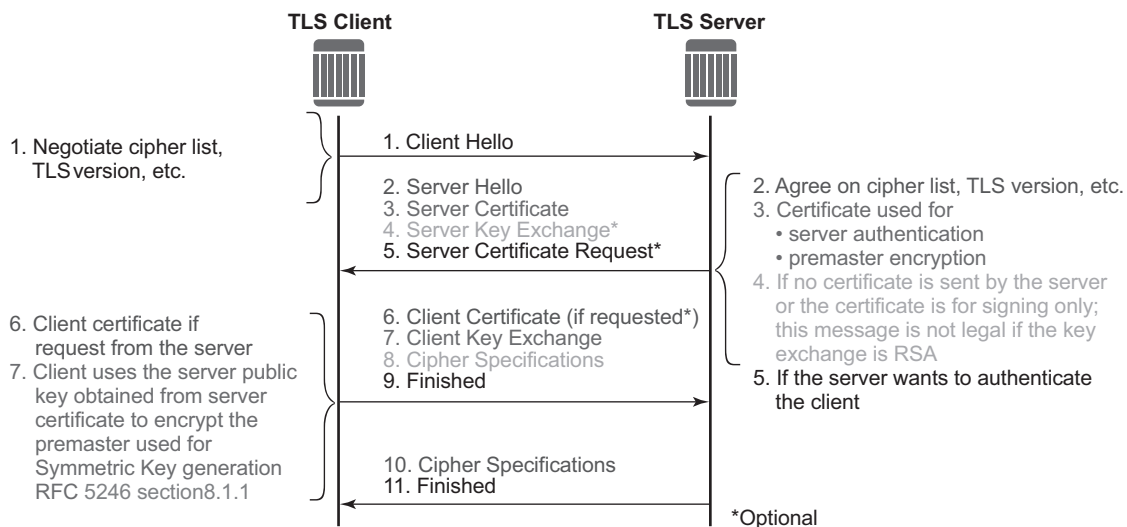 TLS Client
TLS Server
1. Negotiate cipher list,
TLS version, etc.
1. Client Hello
2. Server Hello
3. Server Certificate
4. Server Key Exchange*
5. Server Certificate Request*
2. Agree on cipher list, TLS version, etc.
3. Certificate used for
• server authentication
• premaster encryption
4. If no certificate is sent by the server
or the certificate is for signing only;
this message is not legal if the key
exchange is RSA
5. If the server wants to authenticate
the client
6. Client certificate if
request from the server
7. Client uses the server public
key obtained from server
certificate to encrypt the
premaster used for
Symmetric Key generation
RFC 5246 section8.1.1
6. Client Certificate (if requested*)
7. Client Key Exchange
8. Cipher Specifications
9. Finished
10. Cipher Specifications
11. Finished
*Optional